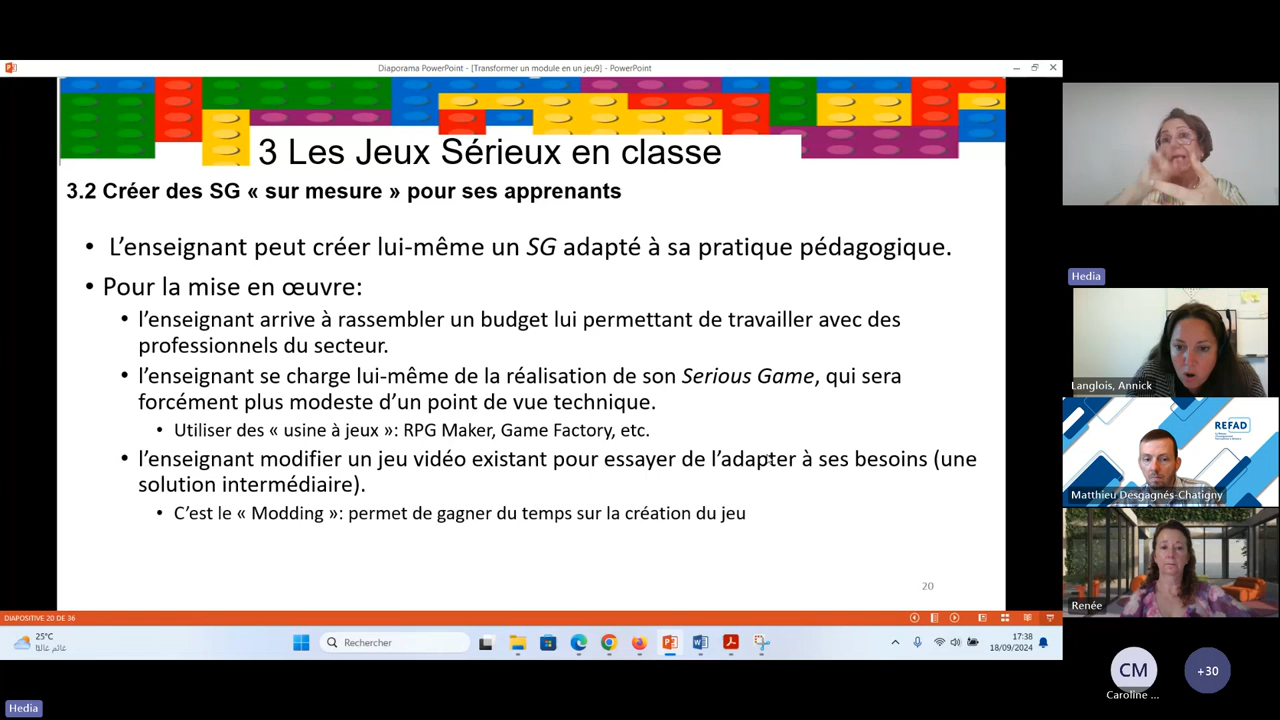 Diaporama PowerPoint - [Transformer un module en un jeu9] - PowerPoint
3 Les Jeux Sérieux en classe
3.2 Créer des SG « sur mesure » pour ses apprenants
• L’enseignant peut créer lui-même un SG adapté à sa pratique pédagogique.
• Pour la mise en œuvre:
• l’enseignant arrive à rassembler un budget lui permettant de travailler avec des
professionnels du secteur.
• l’enseignant se charge lui-même de la réalisation de son Serious Game, qui sera
forcément plus modeste d’un point de vue technique.
• Utiliser des « usine à jeux »: RPG Maker, Game Factory, etc.
• l’enseignant modifier un jeu vidéo existant pour essayer de l’adapter à ses besoins (une
solution intermédiaire).
• C’est le « Modding »: permet de gagner du temps sur la création du jeu
20
DIAPOSITIVE 20 DE 36
25°C
غائم غالبًا
Rechercher
17:38
18/09/2024
Hedia
Hedia
Langlois, Annick
REFAD
Matthieu Desgagnés-Chatigny
Renée
CM
Caroline ...
+30